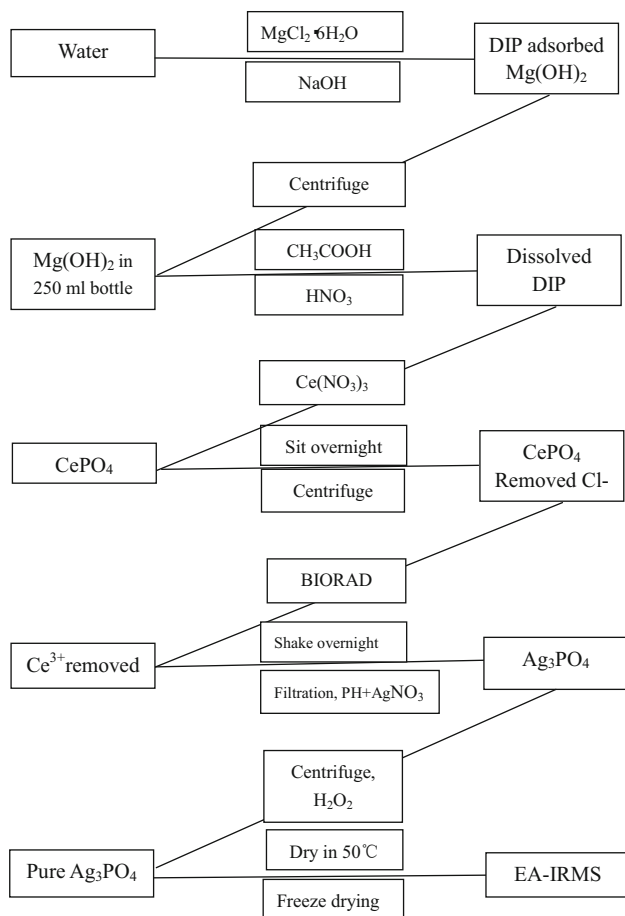 MgCl₂•6H₂O
Water
NaOH
DIP adsorbed
Mg(OH)₂
Centrifuge
Mg(OH)₂ in
250 ml bottle
CH₃COOH
HNO₃
Dissolved
DIP
Ce(NO₃)₃
CePO₄
Sit overnight
Centrifuge
CePO₄
Removed Cl-
BIORAD
Ce³⁺removed
Shake overnight
Filtration, PH+AgNO₃
Ag₃PO₄
Centrifuge,
H₂O₂
Pure Ag₃PO₄
Dry in 50℃
Freeze drying
EA-IRMS